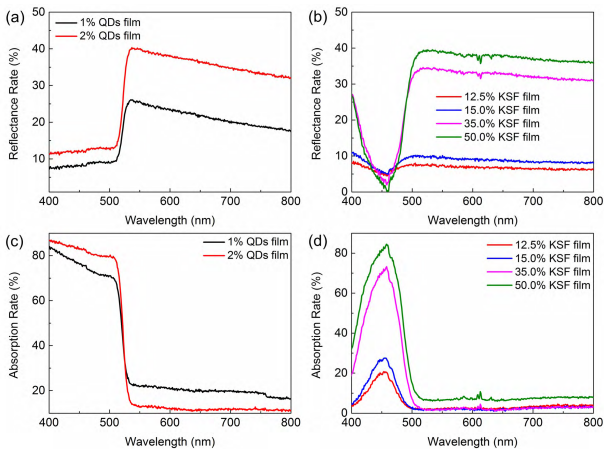 (a)
1% QDs film
2% QDs film
50
40
30
20
10
Reflectance Rate (%)
400 500 600 700 800
Wavelength (nm)
(b)
12.5% KSF film
15.0% KSF film
35.0% KSF film
50.0% KSF film
50
40
30
20
10
0
Reflectance Rate (%)
400 500 600 700 800
Wavelength (nm)
(c)
1% QDs film
2% QDs film
80
60
40
20
Absorption Rate (%)
400 500 600 700 800
Wavelength (nm)
(d)
12.5% KSF film
15.0% KSF film
35.0% KSF film
50.0% KSF film
80
60
40
20
0
Absorption Rate (%)
400 500 600 700 800
Wavelength (nm)